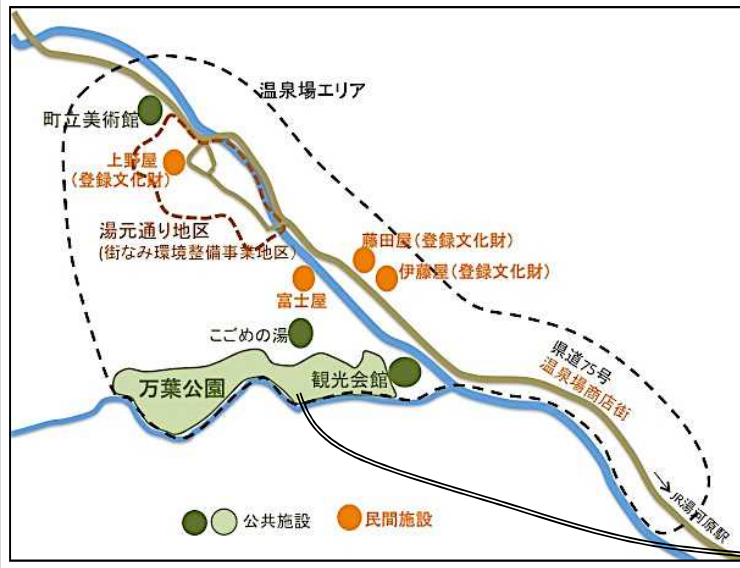 温泉場エリア
町立美術館
上野屋
(登録文化財)
湯元通り地区
(街なみ環境整備事業地区)
藤田屋(登録文化財)
伊藤屋(登録文化財)
富士屋
こごめの湯
県道75号
温泉場商店街
万葉公園
観光会館
JR湯河原駅
公共施設
民間施設